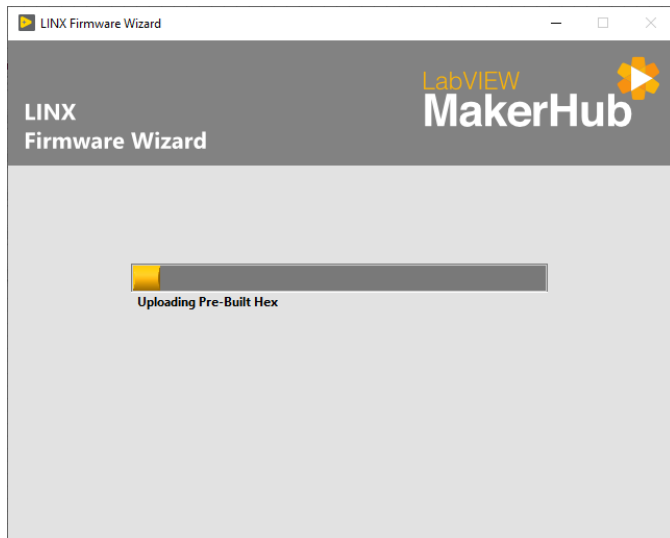 LINX Firmware Wizard
LabVIEW
MakerHub
LINX
Firmware Wizard
Uploading Pre-Built Hex